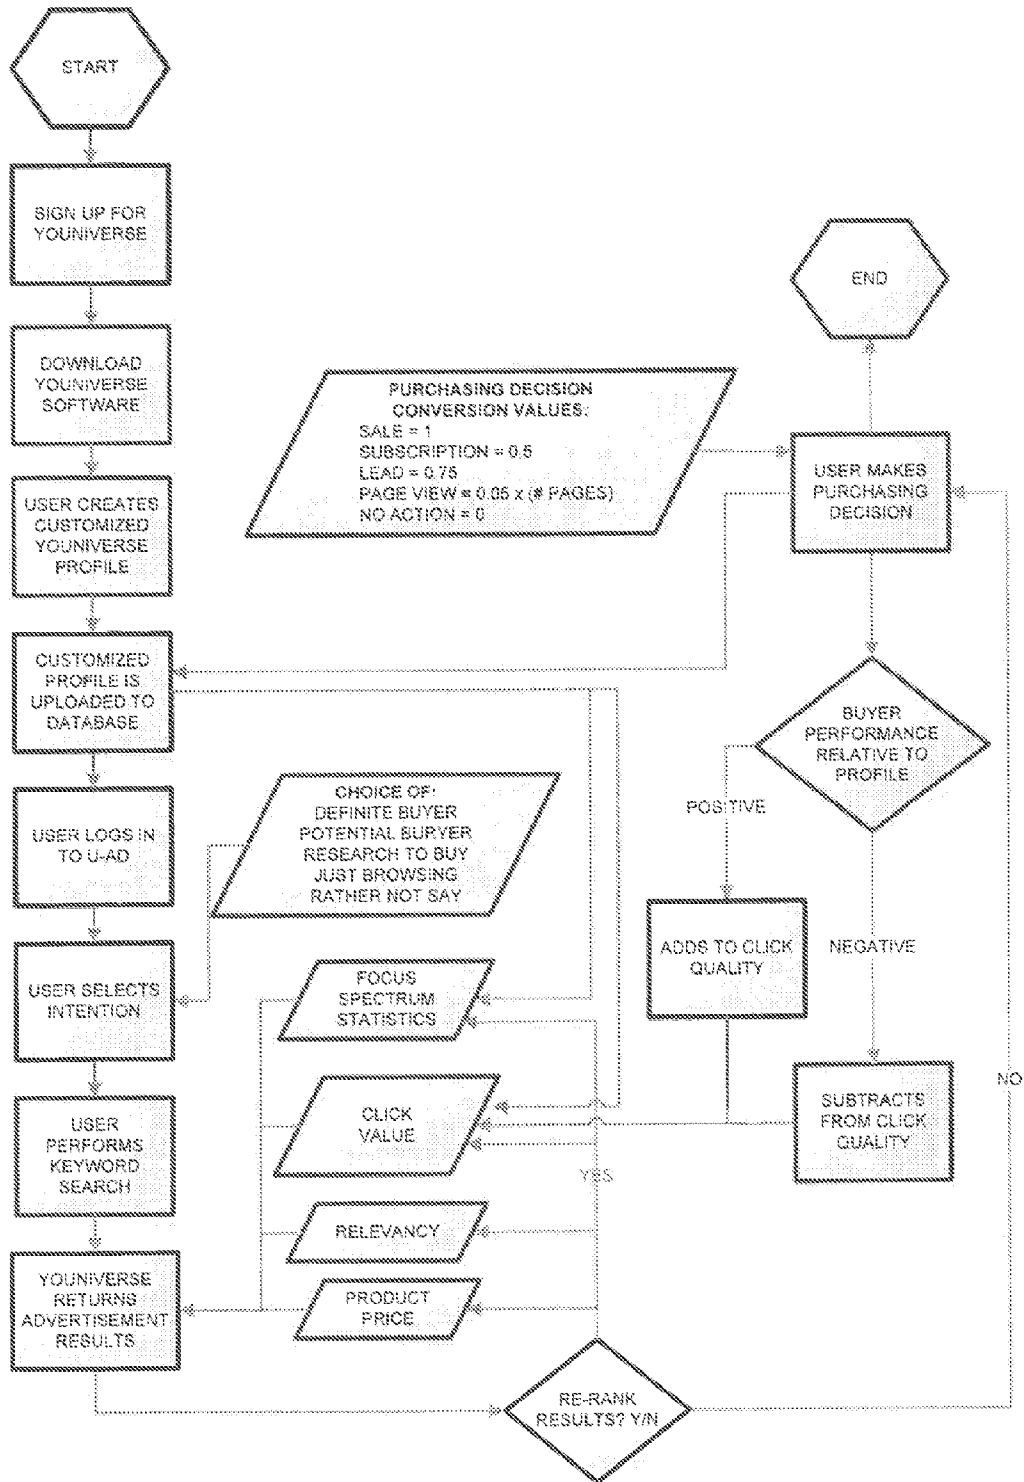 START
SIGN UP FOR
YOUNIVERSE
DOWNLOAD
YOUNIVERSE
SOFTWARE
USER CREATES
CUSTOMIZED
YOUNIVERSE
PROFILE
CUSTOMIZED
PROFILE IS
UPLOADED TO
DATABASE
USER LOGS IN
TO U-AD
USER SELECTS
INTENTION
USER
PERFORMS
KEYWORD
SEARCH
YOUNIVERSE
RETURNS
ADVERTISEMENT
RESULTS
PURCHASING DECISION
CONVERSION VALUES:
SALE = 1
SUBSCRIPTION = 0.5
LEAD = 0.75
PAGE VIEW = 0.05 x (# PAGES)
NO ACTION = 0
CHOICE OF:
DEFINITE BUYER
POTENTIAL BURYER
RESEARCH TO BUY
JUST BROWSING
RATHER NOT SAY
FOCUS
SPECTRUM
STATISTICS
CLICK
VALUE
RELEVANCY
PRODUCT
PRICE
YES
RE-RANK
RESULTS? Y/N
NO
END
USER MAKES
PURCHASING
DECISION
BUYER
PERFORMANCE
RELATIVE TO
PROFILE
POSITIVE
NEGATIVE
ADDS TO CLICK
QUALITY
SUBTRACTS
FROM CLICK
QUALITY